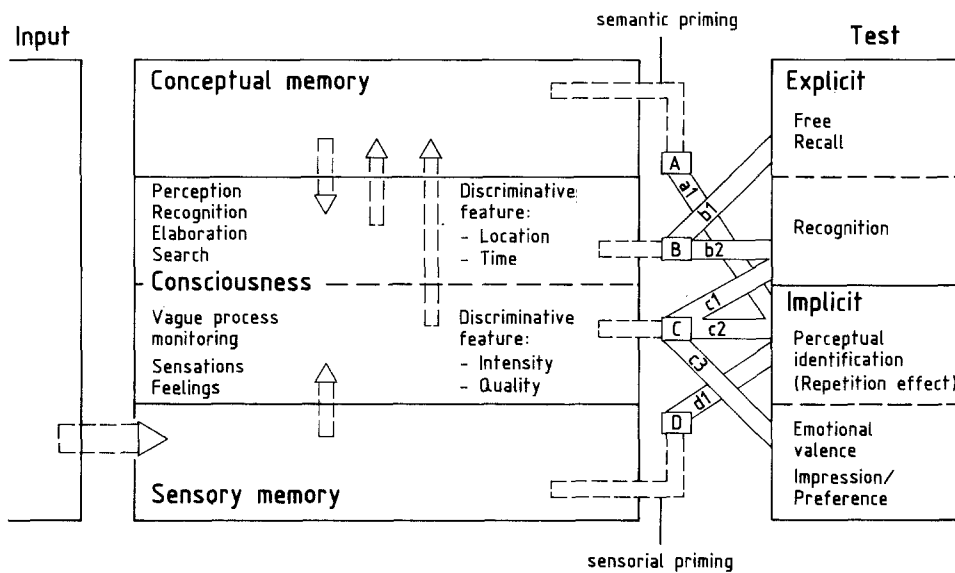 semantic priming
Input
Test
Conceptual memory
Explicit
Free
Recall
A
a1
b1
Perception
Recognition
Elaboration
Search
Discriminative
feature:
- Location
- Time
B
b2
Recognition
Consciousness
c1
Implicit
Vague process
monitoring
Sensations
Feelings
Discriminative
feature:
- Intensity
- Quality
C
c2
c3
Perceptual
identification
(Repetition effect)
d1
D
Emotional
valence
Impression/
Preference
Sensory memory
sensorial priming